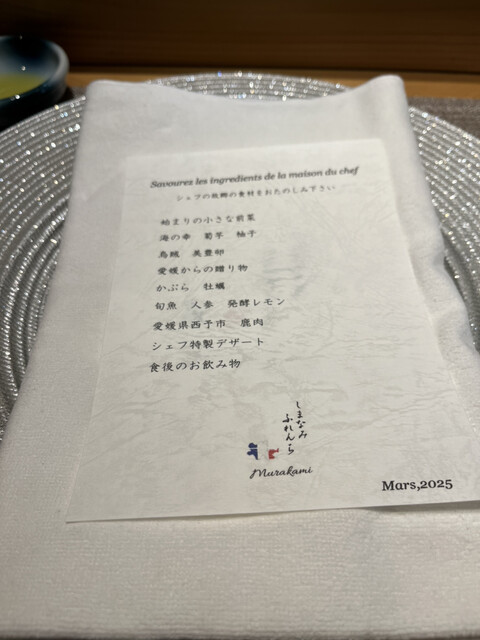 Savourez les ingredients de la maison du chef
シェフの故郷の食材をおたのしみ下さい
始まりの小さな前菜
海の幸 菊芋 柚子
烏賊 美豊卵
愛媛からの贈り物
かぶら 牡蠣
旬魚 人参 発酵レモン
愛媛県西予市 鹿肉
シェフ特製デザート
食後のお飲み物
しまなみ
ふれんち
Murakami
Mars,2025